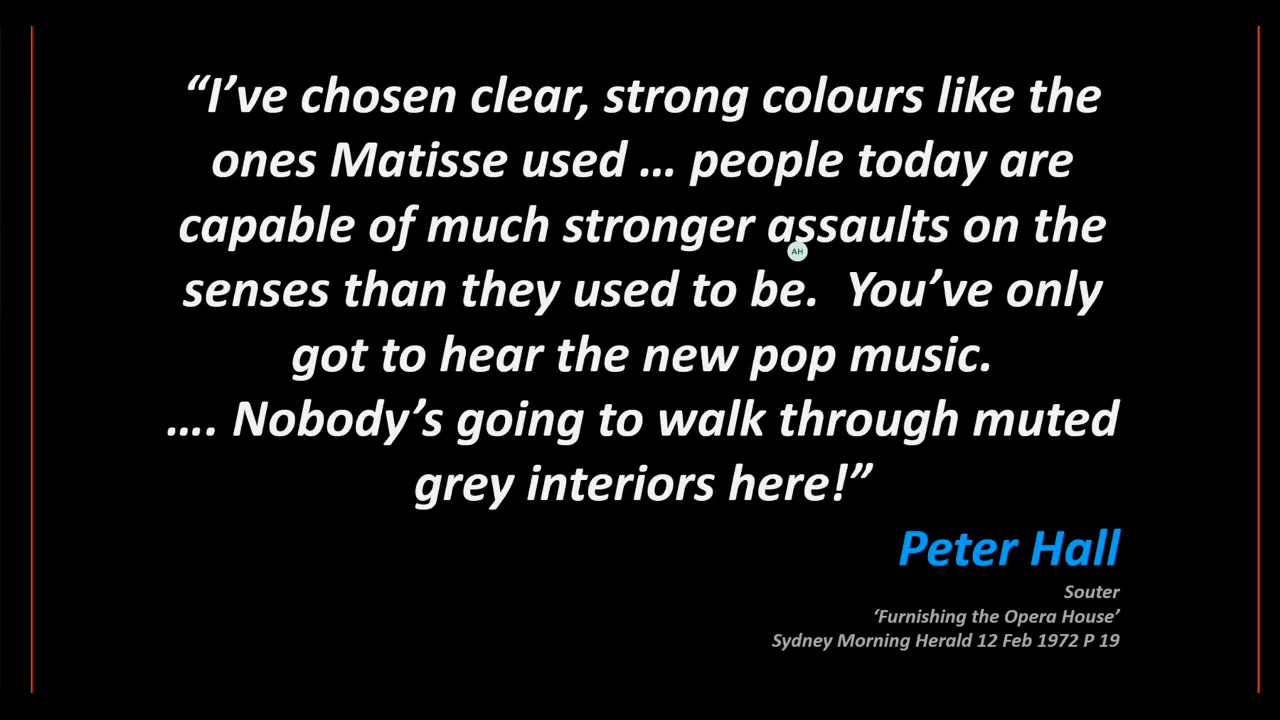 “I’ve chosen clear, strong colours like the
ones Matisse used ... people today are
capable of much stronger assaults on the
AH
senses than they used to be.  You’ve only
got to hear the new pop music.
.... Nobody’s going to walk through muted
grey interiors here!”
Peter Hall
Souter
‘Furnishing the Opera House’
Sydney Morning Herald 12 Feb 1972 P 19